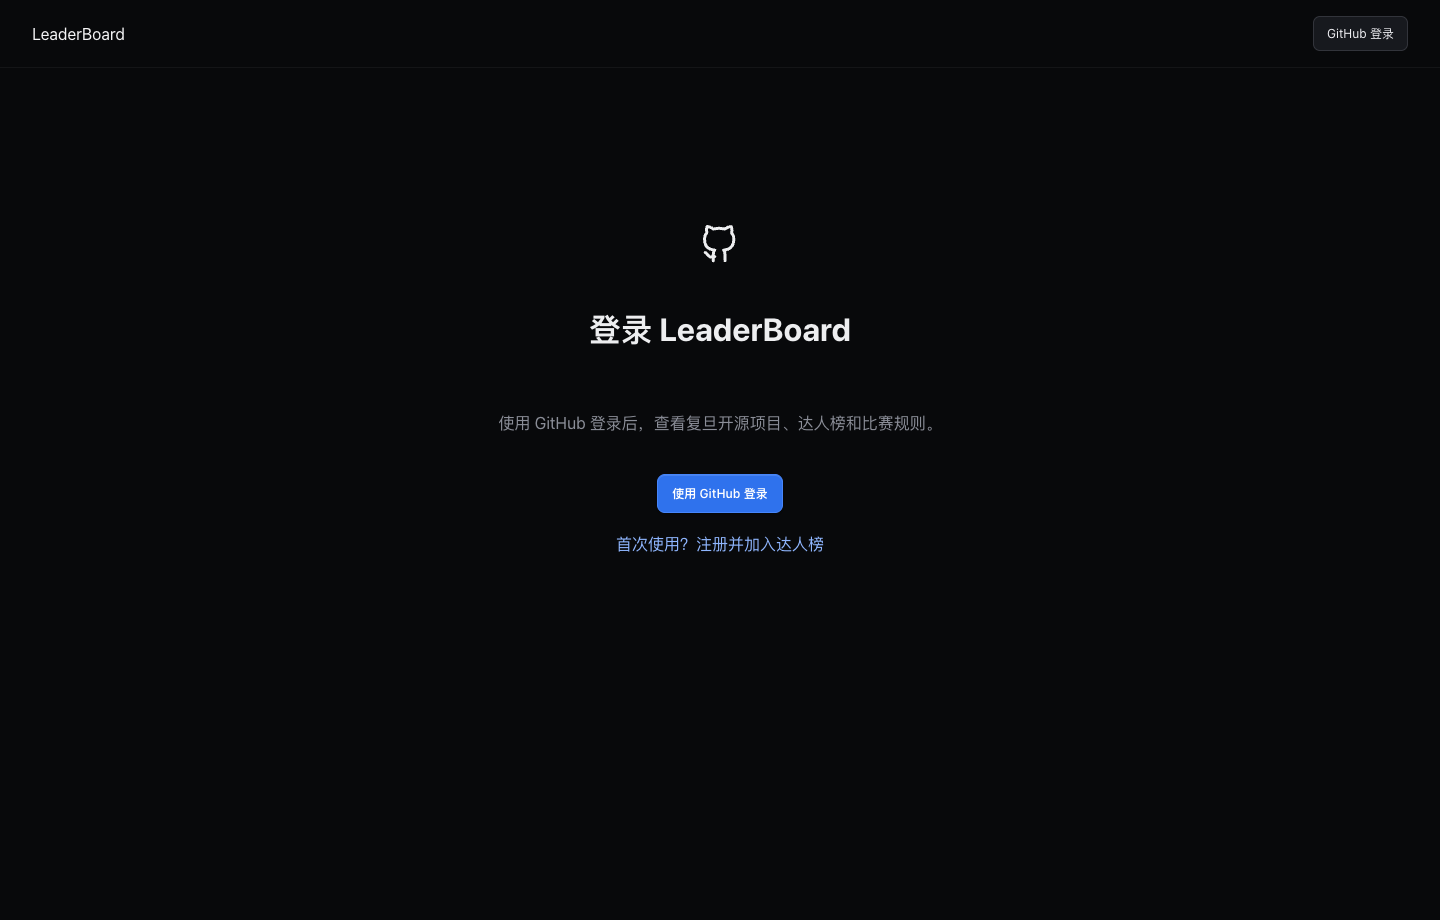 LeaderBoard
GitHub 登录
登录 LeaderBoard
使用 GitHub 登录后，查看复旦开源项目、达人榜和比赛规则。
使用 GitHub 登录
首次使用？注册并加入达人榜